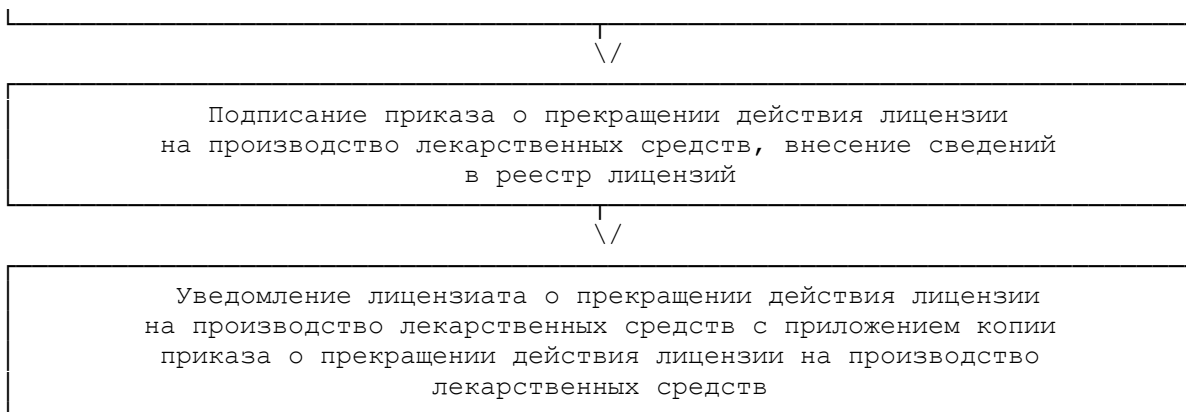 \/
Подписание приказа о прекращении действия лицензии
на производство лекарственных средств, внесение сведений
в реестр лицензий
\/
Уведомление лицензиата о прекращении действия лицензии
на производство лекарственных средств с приложением копии
приказа о прекращении действия лицензии на производство
лекарственных средств